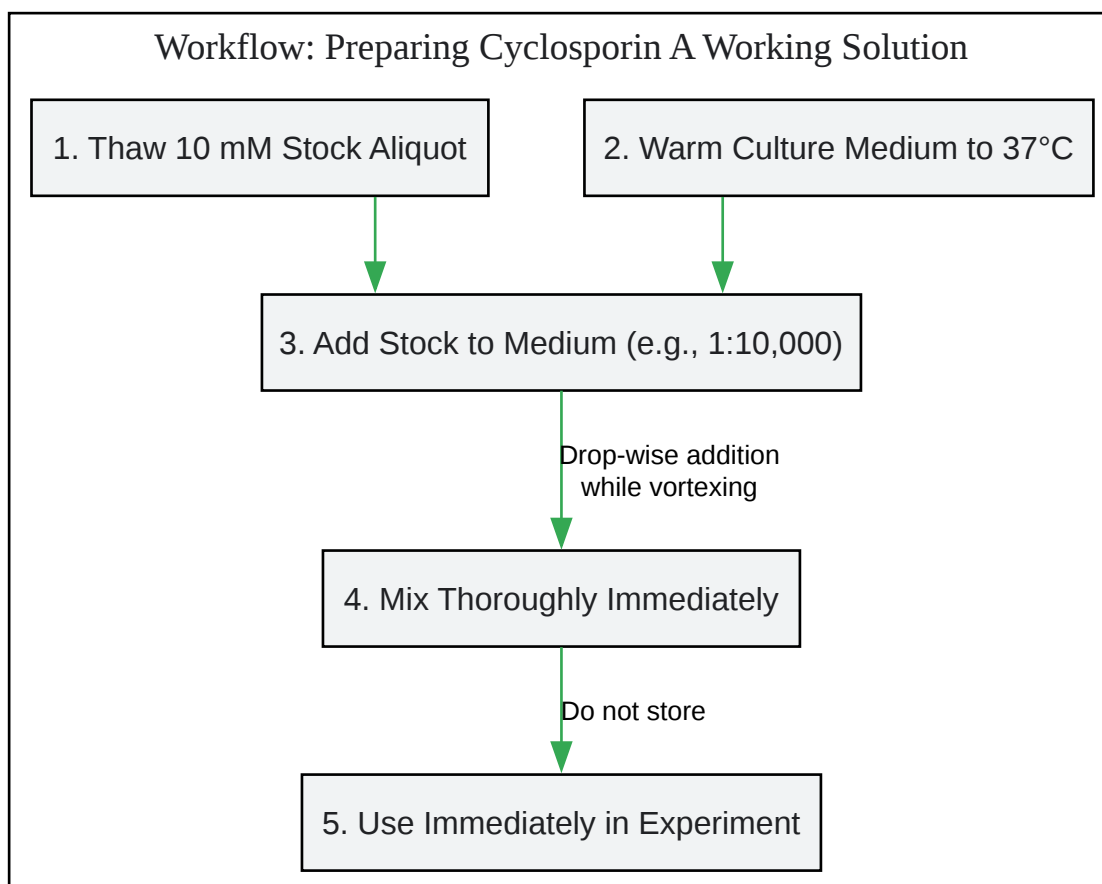 Workflow: Preparing Cyclosporin A Working Solution
1. Thaw 10 mM Stock Aliquot
2. Warm Culture Medium to 37°C
3. Add Stock to Medium (e.g., 1:10,000)
Drop-wise addition
while vortexing
4. Mix Thoroughly Immediately
Do not store
5. Use Immediately in Experiment